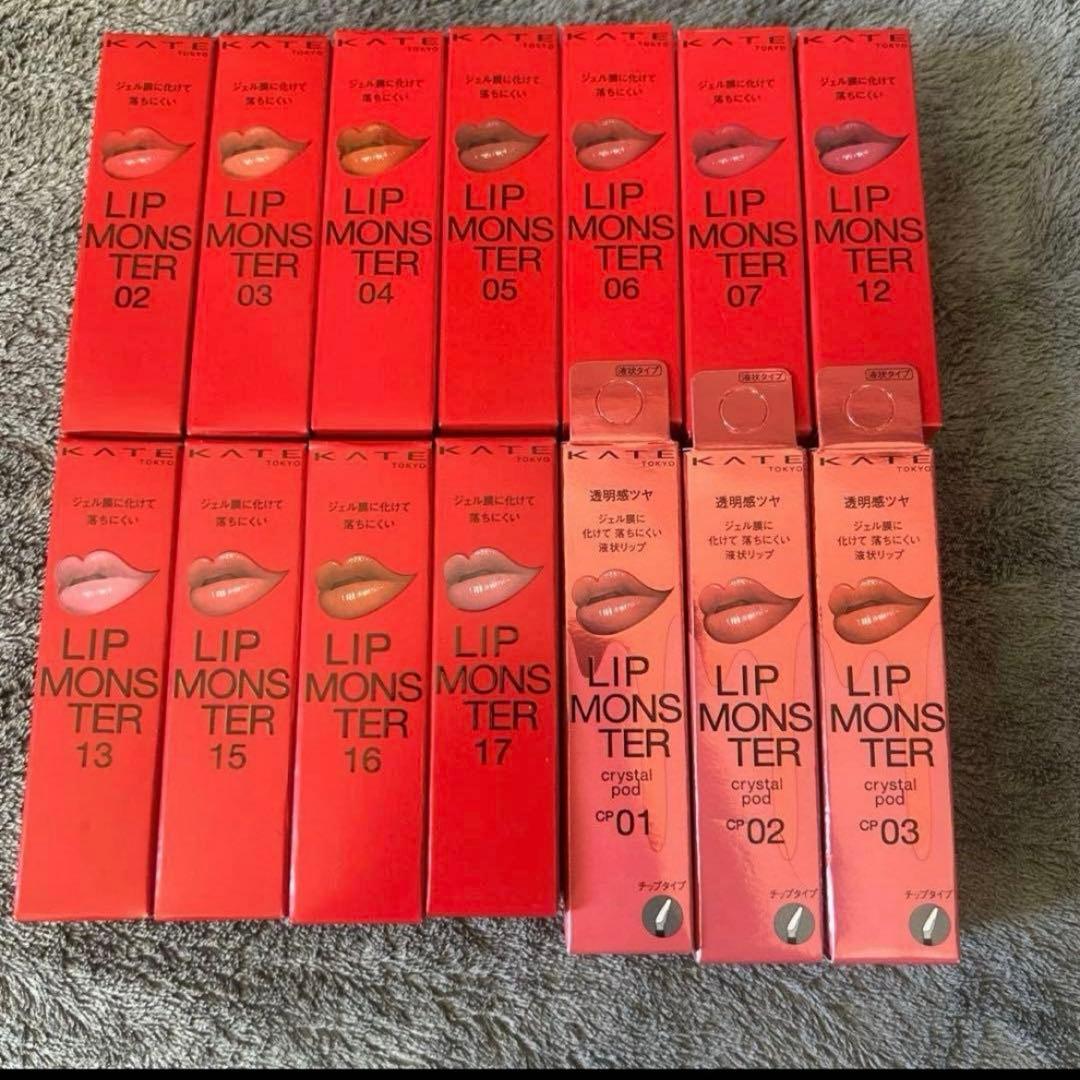 KATE
TOKYO
ジェル膜に化けて
落ちにくい
LIP
MONS
TER
02
KATE
TOKYO
ジェル膜に化けて
落ちにくい
LIP
MONS
TER
03
KATE
TOKYO
ジェル膜に化けて
落ちにくい
LIP
MONS
TER
04
KATE
TOKYO
ジェル膜に化けて
落ちにくい
LIP
MONS
TER
05
KATE
TOKYO
ジェル膜に化けて
落ちにくい
LIP
MONS
TER
06
KATE
TOKYO
ジェル膜に化けて
落ちにくい
LIP
MONS
TER
07
KATE
TOKYO
ジェル膜に化けて
落ちにくい
LIP
MONS
TER
12
KATE
TOKYO
ジェル膜に化けて
落ちにくい
LIP
MONS
TER
13
KATE
TOKYO
ジェル膜に化けて
落ちにくい
LIP
MONS
TER
15
KATE
TOKYO
ジェル膜に化けて
落ちにくい
LIP
MONS
TER
16
KATE
TOKYO
ジェル膜に化けて
落ちにくい
LIP
MONS
TER
17
液状タイプ
KATE
TOKYO
透明感ツヤ
ジェル膜に
化けて 落ちにくい
液状リップ
LIP
MONS
TER
crystal
pod
CP01
チップタイプ
液状タイプ
KATE
TOKYO
透明感ツヤ
ジェル膜に
化けて 落ちにくい
液状リップ
LIP
MONS
TER
crystal
pod
CP02
チップタイプ
液状タイプ
KATE
TOKYO
透明感ツヤ
ジェル膜に
化けて 落ちにくい
液状リップ
LIP
MONS
TER
crystal
pod
CP03
チップタイプ